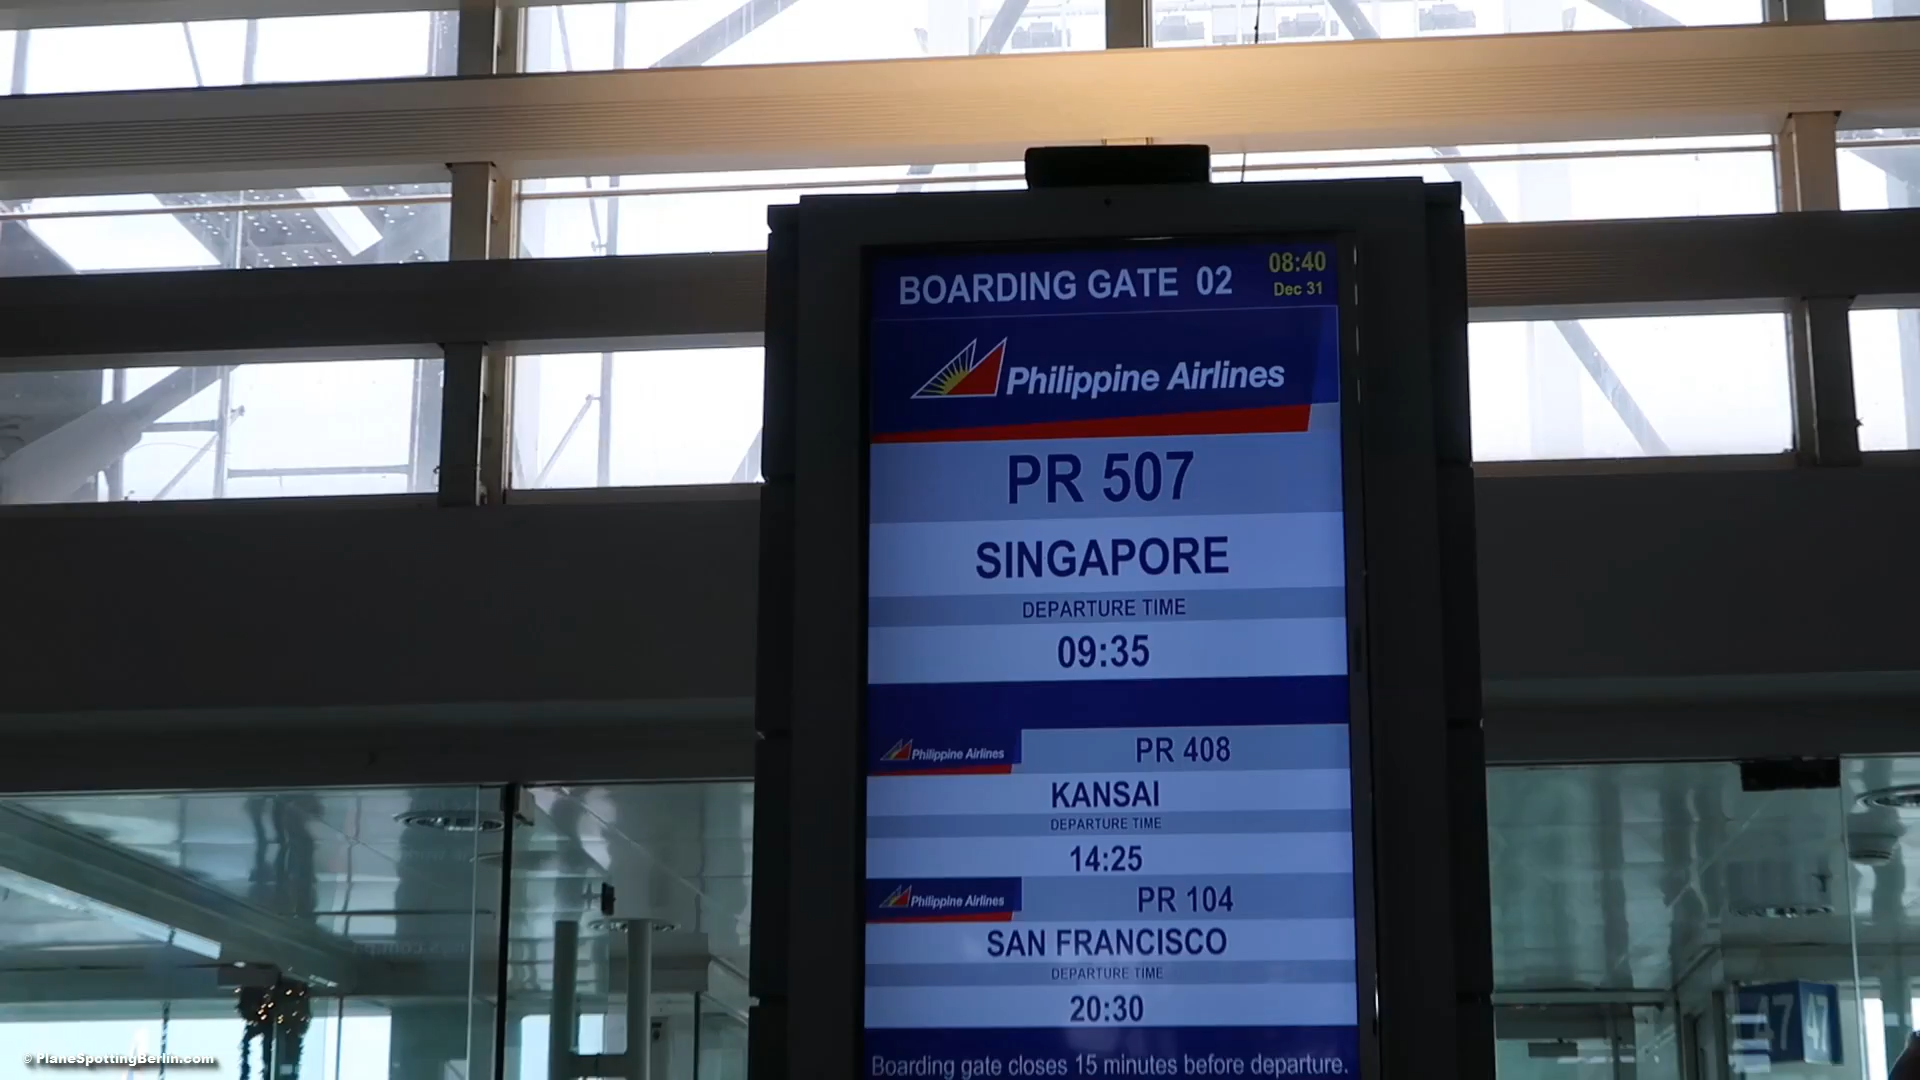 BOARDING GATE 02
08:40
Dec 31
Philippine Airlines
PR 507
SINGAPORE
DEPARTURE TIME
09:35
Philippine Airlines
PR 408
KANSAI
DEPARTURE TIME
14:25
Philippine Airlines
PR 104
SAN FRANCISCO
DEPARTURE TIME
20:30
Boarding gate closes 15 minutes before departure.
47 47
© PlaneSpottingBerlin.com